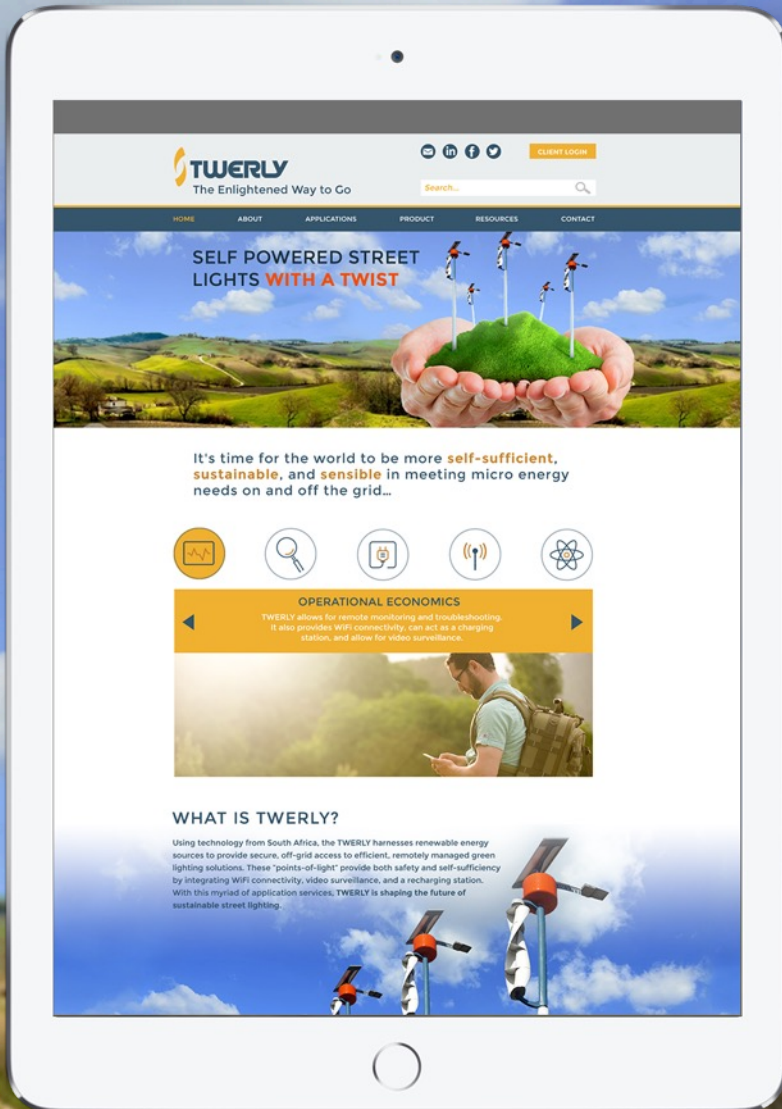 TWERLY
The Enlightened Way to Go
CLIENT LOGIN
Search...
HOME ABOUT APPLICATIONS PRODUCT RESOURCES CONTACT
SELF POWERED STREET
LIGHTS WITH A TWIST
It's time for the world to be more self-sufficient,
sustainable, and sensible in meeting micro energy
needs on and off the grid...
OPERATIONAL ECONOMICS
TWERLY allows for remote monitoring and troubleshooting.
It also provides WiFi connectivity, can act as a charging
station, and allow for video surveillance.
WHAT IS TWERLY?
Using technology from South Africa, the TWERLY harnesses renewable energy
sources to provide secure, off-grid access to efficient, remotely managed green
lighting solutions. These "points-of-light" provide both safety and self-sufficiency
by integrating WiFi connectivity, video surveillance, and a recharging station.
With this myriad of application services, TWERLY is shaping the future of
sustainable street lighting.